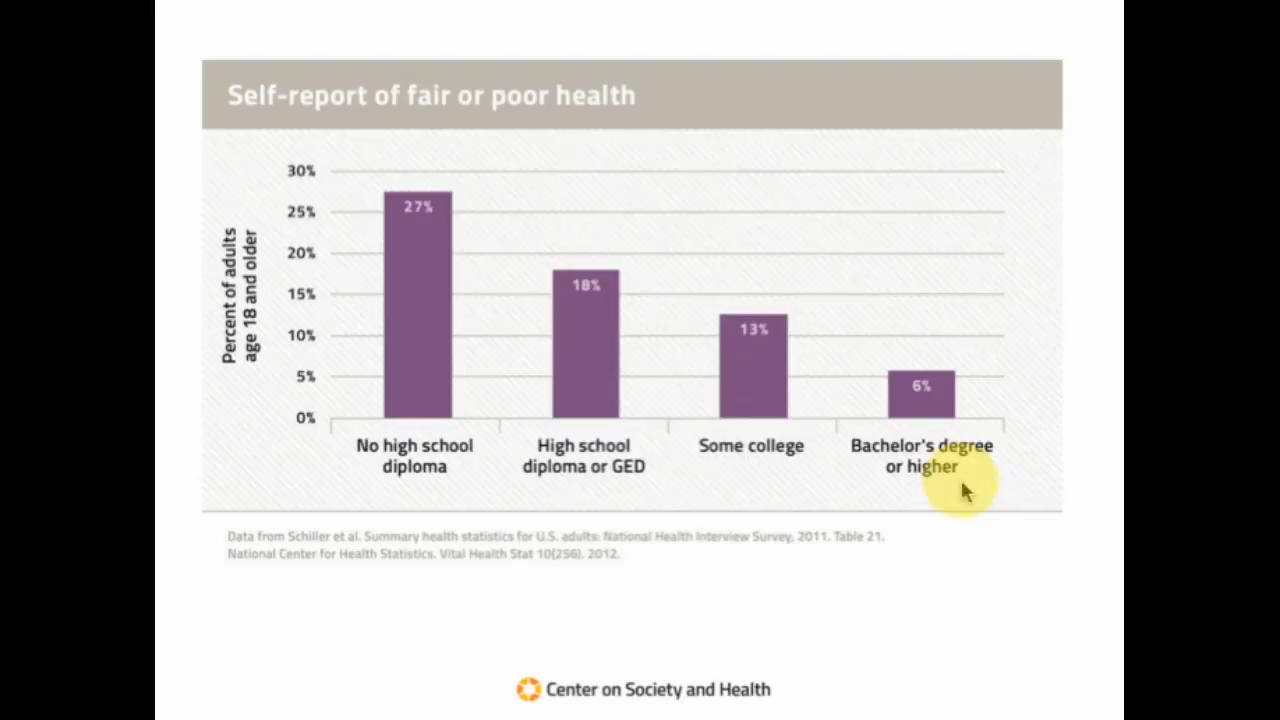 Self-report of fair or poor health
30%
25%
20%
15%
10%
5%
0%
Percent of adults
age 18 and older
27%
18%
13%
6%
No high school
diploma
High school
diploma or GED
Some college
Bachelor's degree
or higher
Data from Schiller et al. Summary health statistics for U.S. adults: National Health Interview Survey, 2011. Table 21.
National Center for Health Statistics. Vital Health Stat 10(256). 2012.
Center on Society and Health